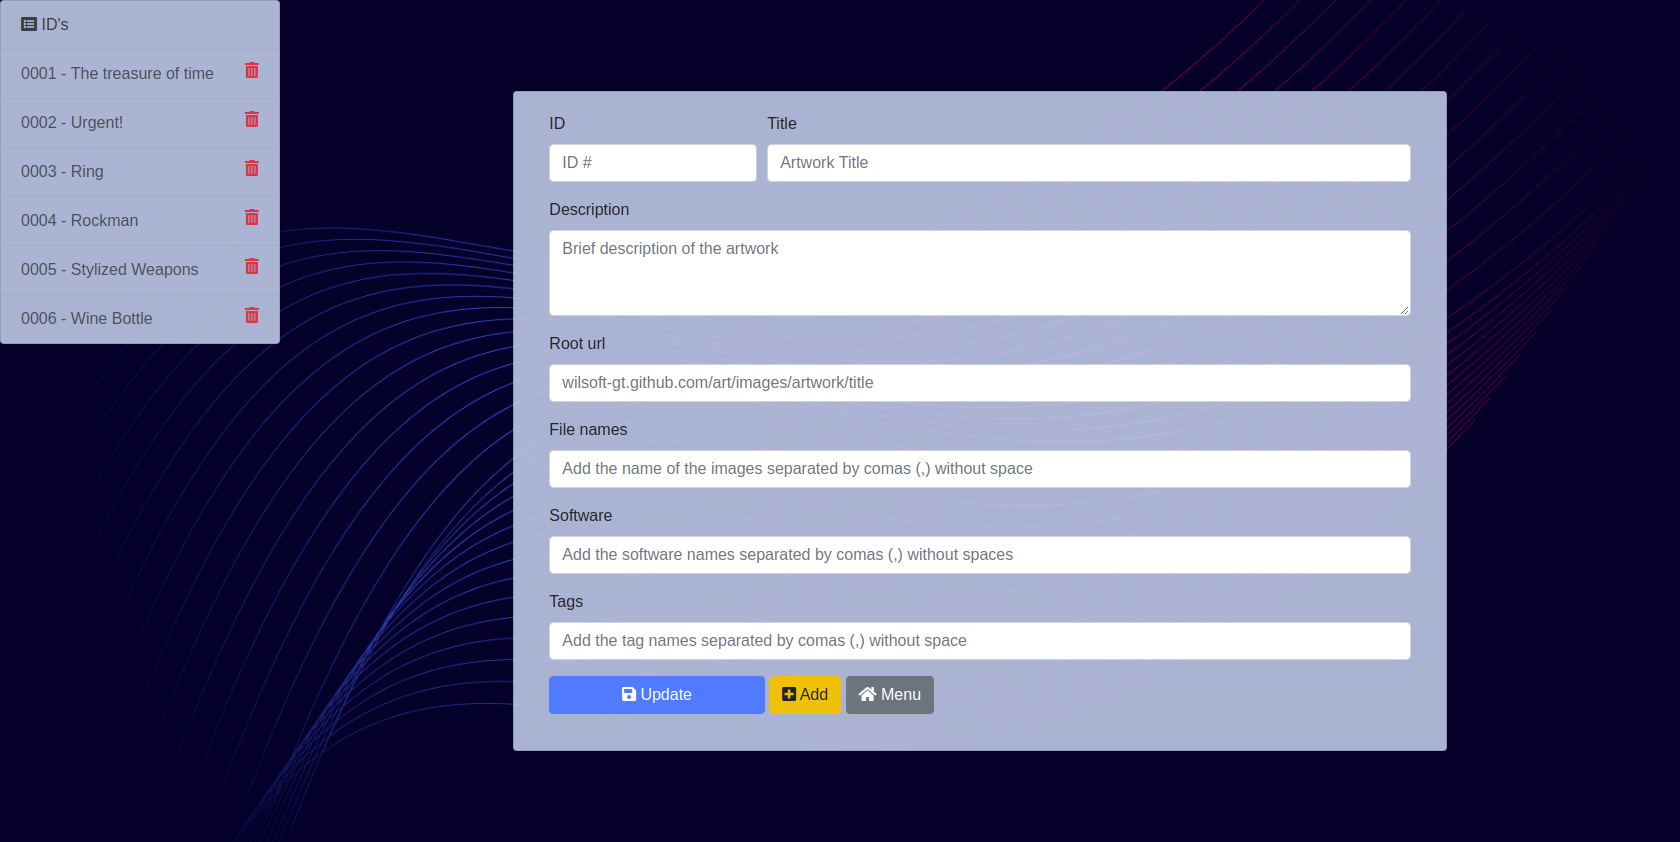 ID's
0001 - The treasure of time
0002 - Urgent!
0003 - Ring
0004 - Rockman
0005 - Stylized Weapons
0006 - Wine Bottle
ID Title
ID # Artwork Title
Description
Brief description of the artwork
Root url
wilsoft-gt.github.com/art/images/artwork/title
File names
Add the name of the images separated by comas (,) without space
Software
Add the software names separated by comas (,) without spaces
Tags
Add the tag names separated by comas (,) without space
Update Add Menu